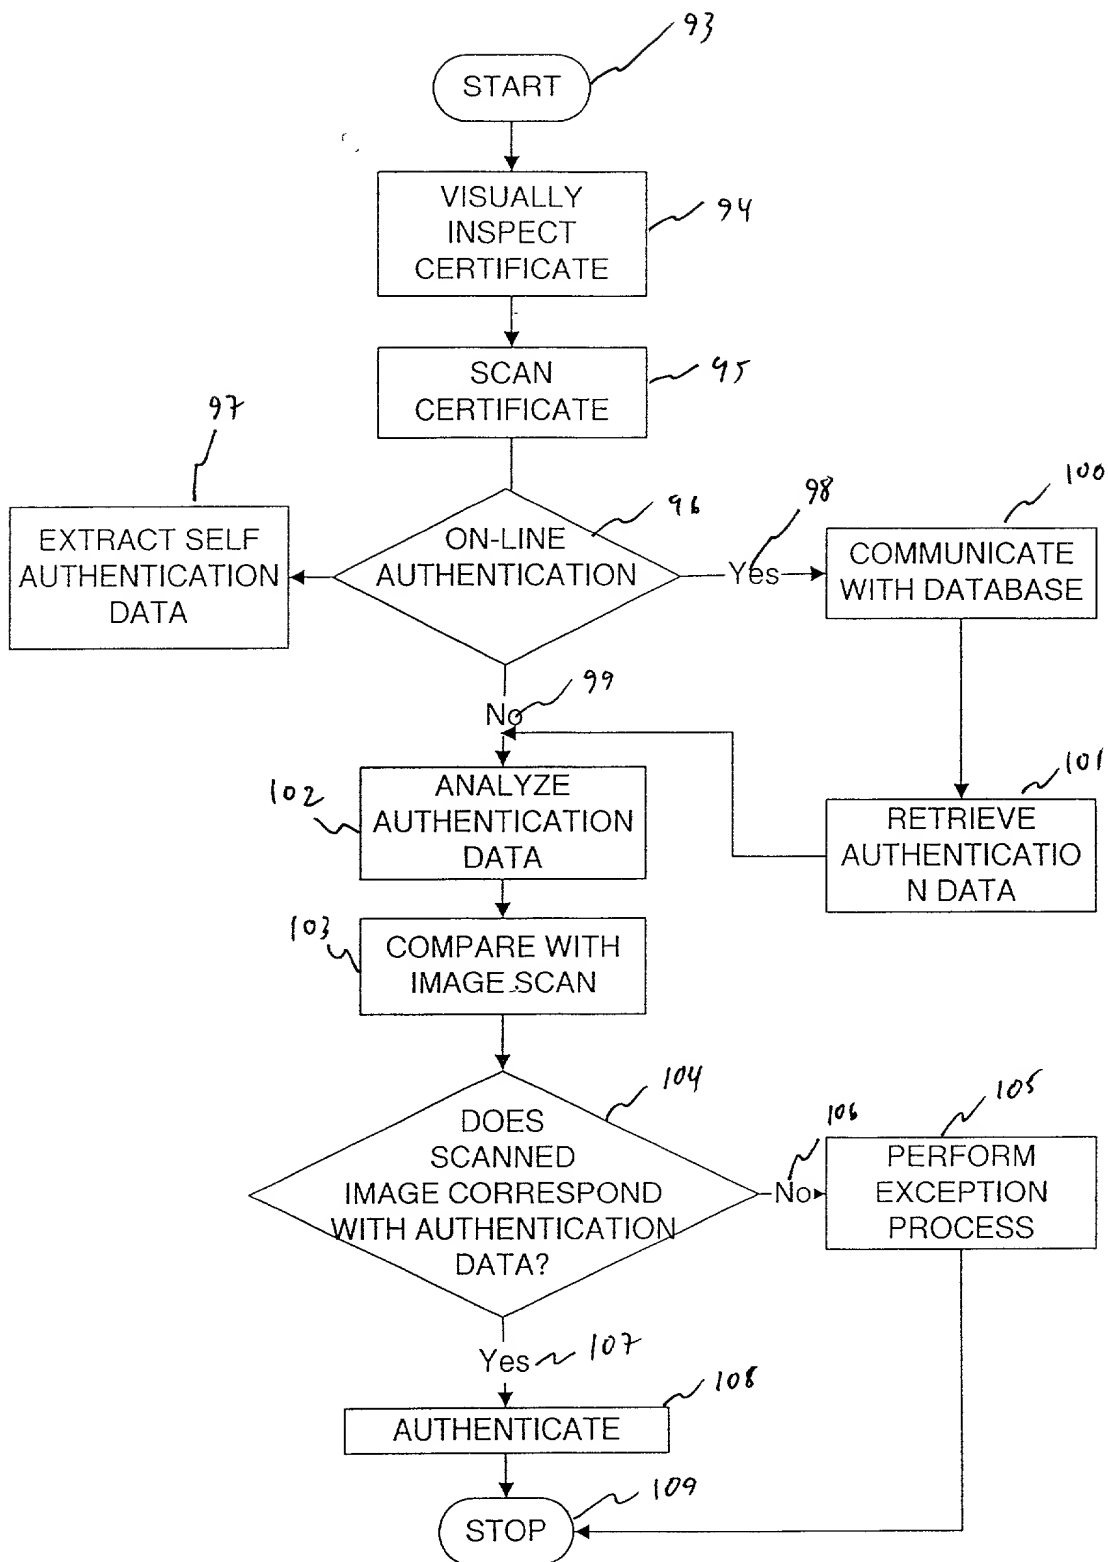 93
START
VISUALLY
INSPECT
CERTIFICATE
94
SCAN
CERTIFICATE
95
97
EXTRACT SELF
AUTHENTICATION
DATA
96
ON-LINE
AUTHENTICATION
98
Yes
100
COMMUNICATE
WITH DATABASE
99
No
102
ANALYZE
AUTHENTICATION
DATA
101
RETRIEVE
AUTHENTICATIO
N DATA
103
COMPARE WITH
IMAGE SCAN
104
DOES
SCANNED
IMAGE CORRESPOND
WITH AUTHENTICATION
DATA?
106
No
105
PERFORM
EXCEPTION
PROCESS
Yes
107
108
AUTHENTICATE
109
STOP